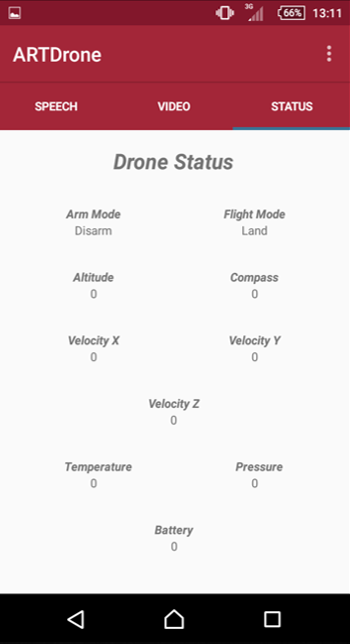 3G 66% 13:11
ARTDrone
SPEECH VIDEO STATUS
Drone Status
Arm Mode Flight Mode
Disarm Land
Altitude Compass
0 0
Velocity X Velocity Y
0 0
Velocity Z
0
Temperature Pressure
0 0
Battery
0